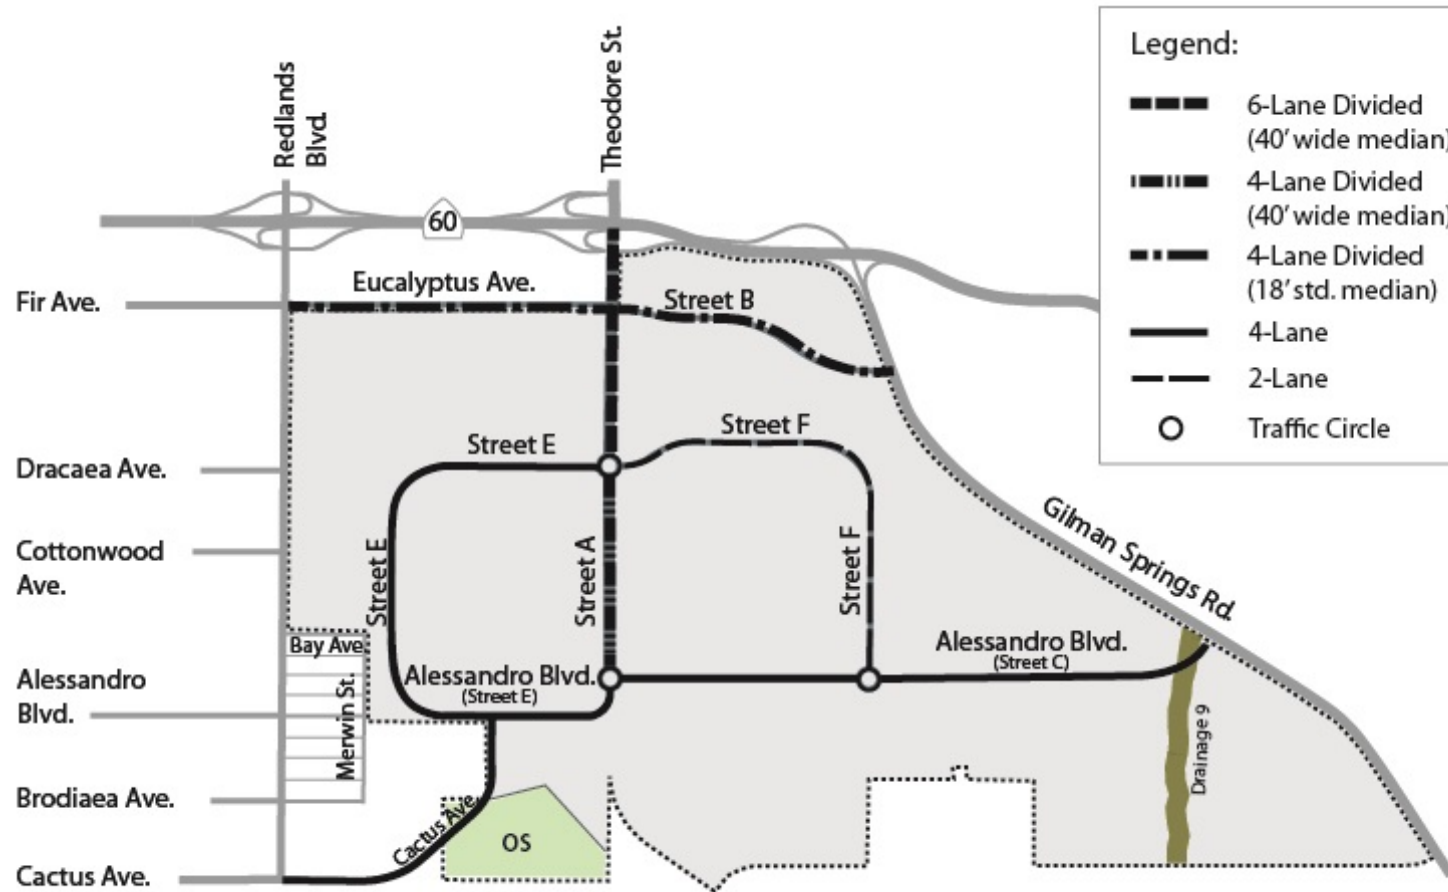 Redlands
Blvd.
Theodore St.
Legend:
6-Lane Divided
(40' wide median)
4-Lane Divided
(40' wide median)
4-Lane Divided
(18' std. median)
4-Lane
2-Lane
Traffic Circle
60
Fir Ave.
Eucalyptus Ave.
Street B
Street E
Street F
Dracaea Ave.
Cottonwood
Ave.
Street E
Street A
Street F
Gilman Springs Rd.
Bay Ave
Alessandro
Blvd.
Merwin St.
Alessandro Blvd.
(Street E)
Alessandro Blvd.
(Street C)
Drainage 9
Brodiaea Ave.
Cactus Ave.
OS
Cactus Ave.